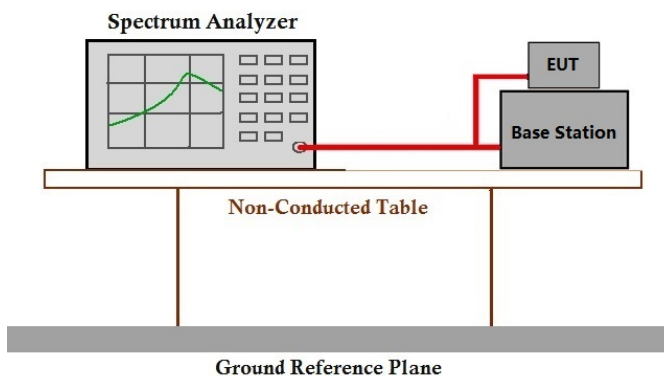 Spectrum Analyzer
EUT
Base Station
Non-Conducted Table
Ground Reference Plane